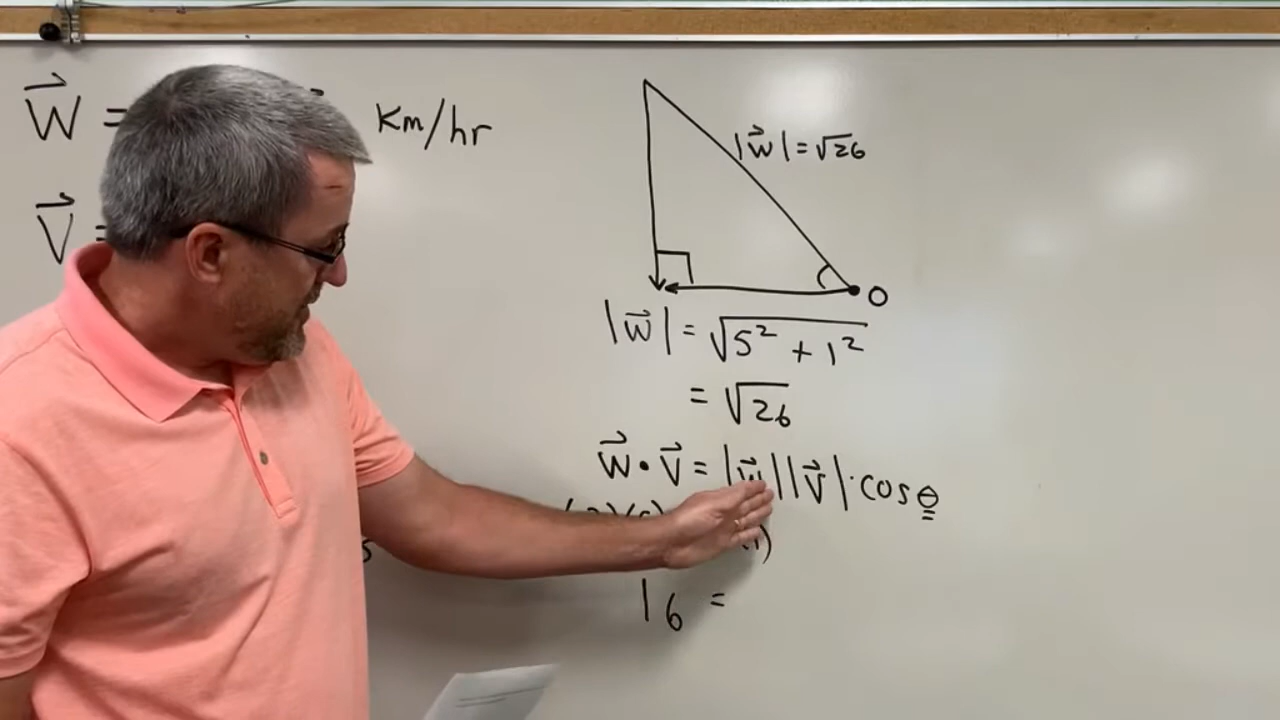 W⃗ =
Km/hr
V⃗ =
|W⃗| = √26
O
|W⃗| = √5² + 1²
= √26
W⃗ · V⃗ = |W⃗||V⃗| · cos θ
16 =